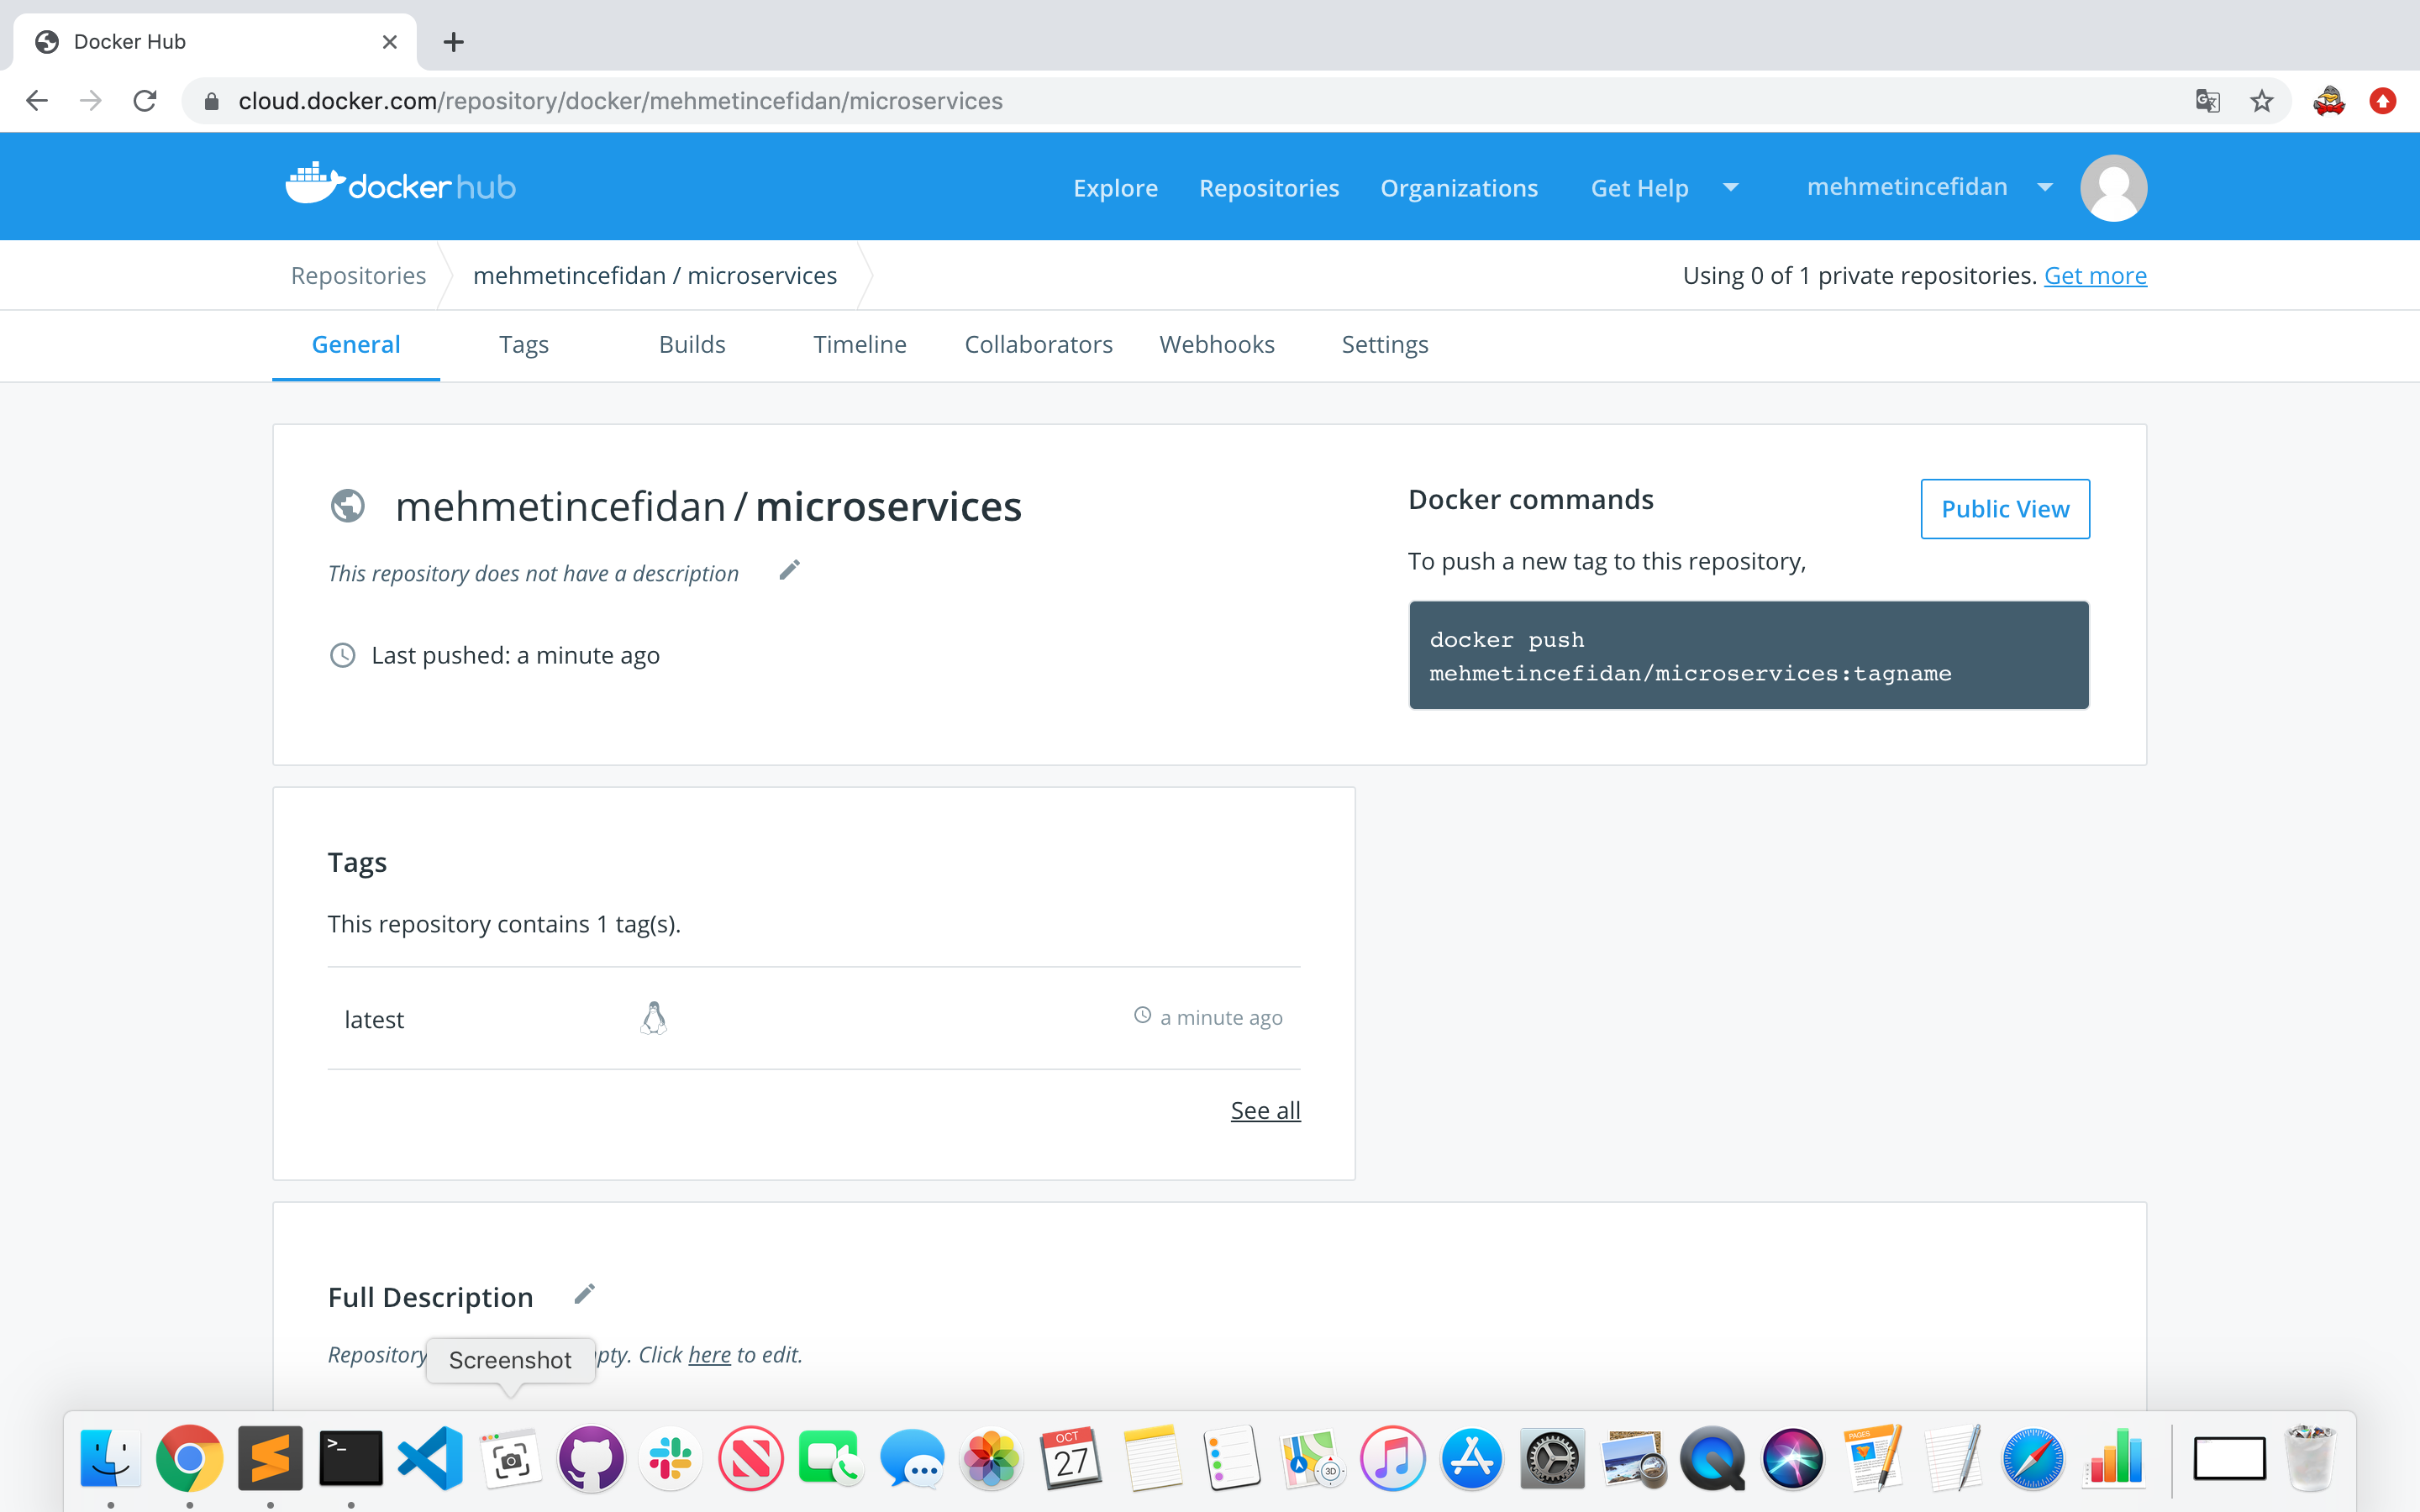 Docker Hub
cloud.docker.com/repository/docker/mehmetincefidan/microservices
dockerhub
Explore
Repositories
Organizations
Get Help
mehmetincefidan
Repositories
mehmetincefidan / microservices
Using 0 of 1 private repositories. Get more
General
Tags
Builds
Timeline
Collaborators
Webhooks
Settings
mehmetincefidan / microservices
This repository does not have a description
Last pushed: a minute ago
Docker commands
Public View
To push a new tag to this repository,
docker push
mehmetincefidan/microservices:tagname
Tags
This repository contains 1 tag(s).
latest
a minute ago
See all
Full Description
Repository
pty. Click here to edit.
Screenshot
>_
OCT
27
3D
PAGES